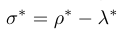 σ* = ρ* − λ*